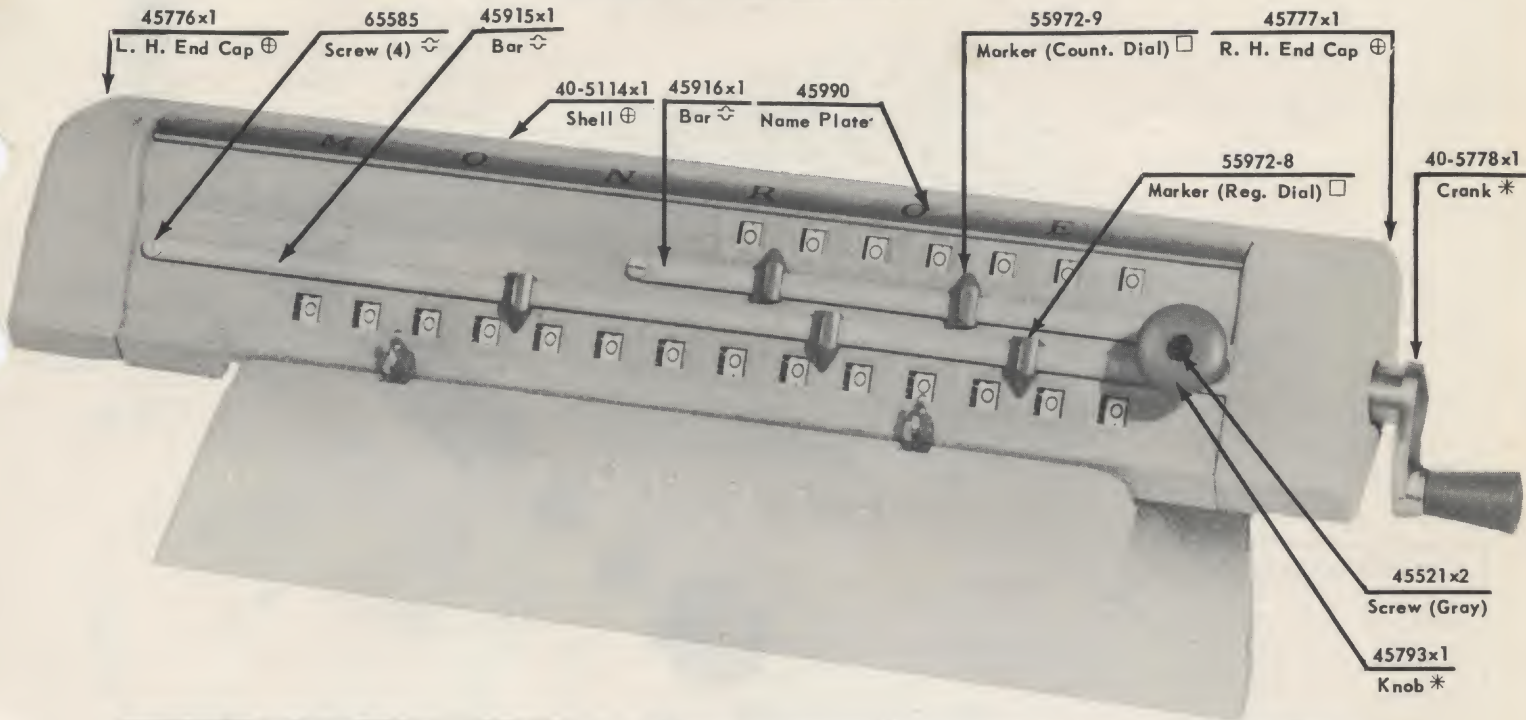 45776x1
L. H. End Cap ⊕
65585
Screw (4) ≎
45915x1
Bar ≎
55972-9
Marker (Count. Dial) □
45777x1
R. H. End Cap ⊕
40-5114x1
Shell ⊕
45916x1
Bar ≎
45990
Name Plate
55972-8
Marker (Reg. Dial) □
40-5778x1
Crank *
MONROE
45521x2
Screw (Gray)
45793x1
Knob *